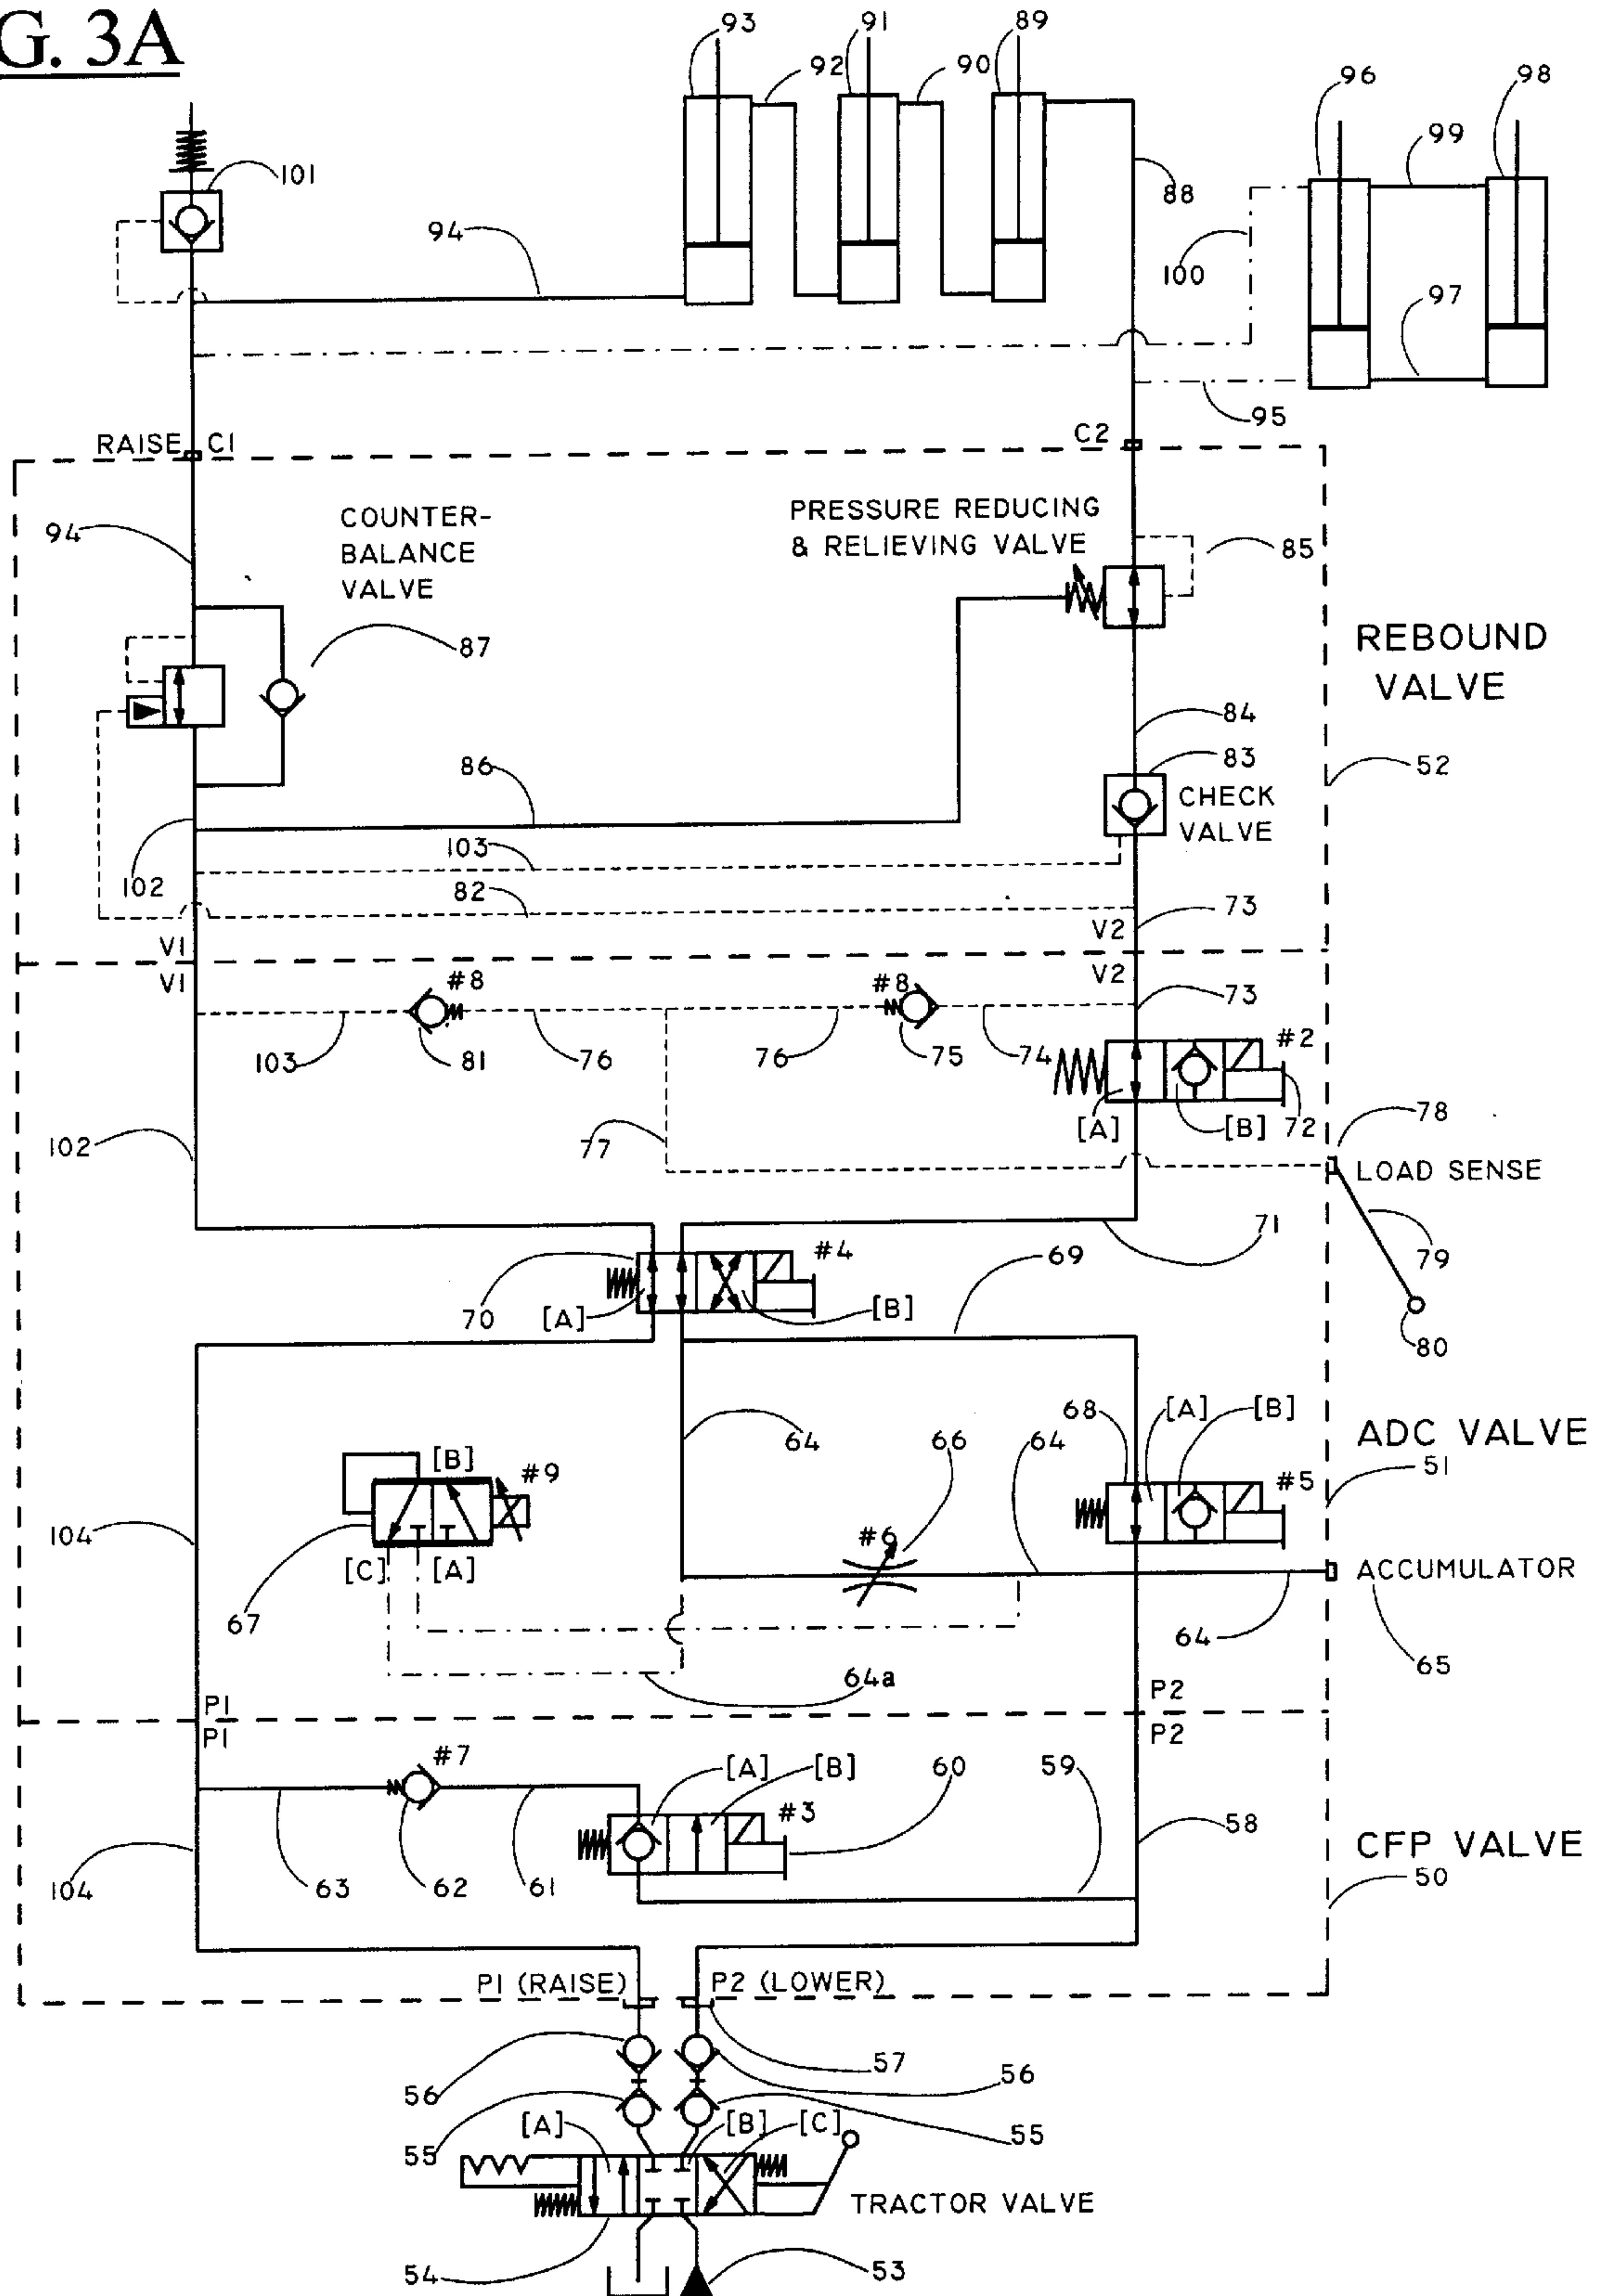 G. 3A
93
91
89
92
90
96
98
99
101
88
94
100
97
95
RAISE C1
C2
94
COUNTER-
BALANCE
VALVE
PRESSURE REDUCING
& RELIEVING VALVE
85
87
REBOUND
VALVE
84
83
86
52
CHECK
VALVE
103
102
82
73
V1
V2
V1
V2
#8
#8
73
103
81
76
76
75
74
#2
[A]
[B]
72
78
102
77
LOAD SENSE
71
79
#4
69
70
[A]
[B]
80
68
[A]
[B]
64
66
64
ADC VALVE
[B]
#9
#5
51
104
#6
[C]
[A]
ACCUMULATOR
67
64
65
64a
P1
P2
P1
P2
#7
[A]
[B]
60
59
#3
58
CFP VALVE
104
63
62
61
50
P1 (RAISE)
P2 (LOWER)
57
56
56
[A]
[B]
[C]
55
55
TRACTOR VALVE
54
53